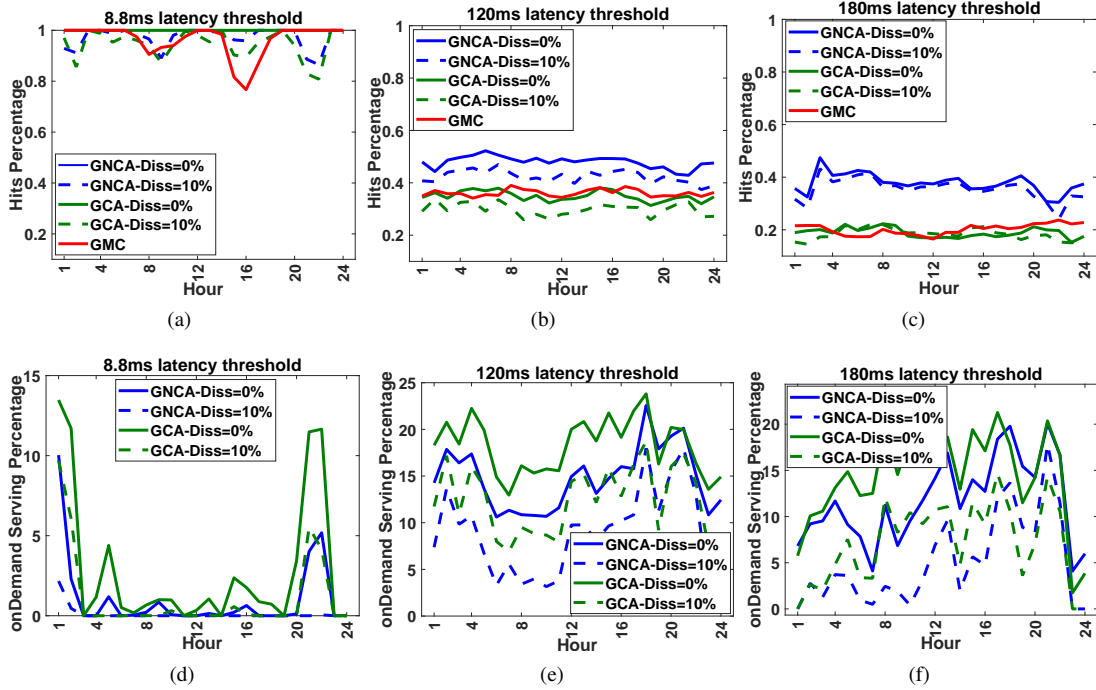 8.8ms latency threshold
Hits Percentage
1
0.8
0.6
0.4
0.2
GNCA-Diss=0%
GNCA-Diss=10%
GCA-Diss=0%
GCA-Diss=10%
GMC
1
4
8
12
16
20
24
Hour
(a)
120ms latency threshold
Hits Percentage
1
0.8
0.6
0.4
0.2
GNCA-Diss=0%
GNCA-Diss=10%
GCA-Diss=0%
GCA-Diss=10%
GMC
1
4
8
12
16
20
24
Hour
(b)
180ms latency threshold
Hits Percentage
1
0.8
0.6
0.4
0.2
GNCA-Diss=0%
GNCA-Diss=10%
GCA-Diss=0%
GCA-Diss=10%
GMC
1
4
8
12
16
20
24
Hour
(c)
8.8ms latency threshold
onDemand Serving Percentage
15
10
5
0
GNCA-Diss=0%
GNCA-Diss=10%
GCA-Diss=0%
GCA-Diss=10%
1
4
8
12
16
20
24
Hour
(d)
120ms latency threshold
onDemand Serving Percentage
25
20
15
10
5
0
GNCA-Diss=0%
GNCA-Diss=10%
GCA-Diss=0%
GCA-Diss=10%
1
4
8
12
16
20
24
Hour
(e)
180ms latency threshold
onDemand Serving Percentage
25
20
15
10
5
0
GNCA-Diss=0%
GNCA-Diss=10%
GCA-Diss=0%
GCA-Diss=10%
1
4
8
12
16
20
24
Hour
(f)